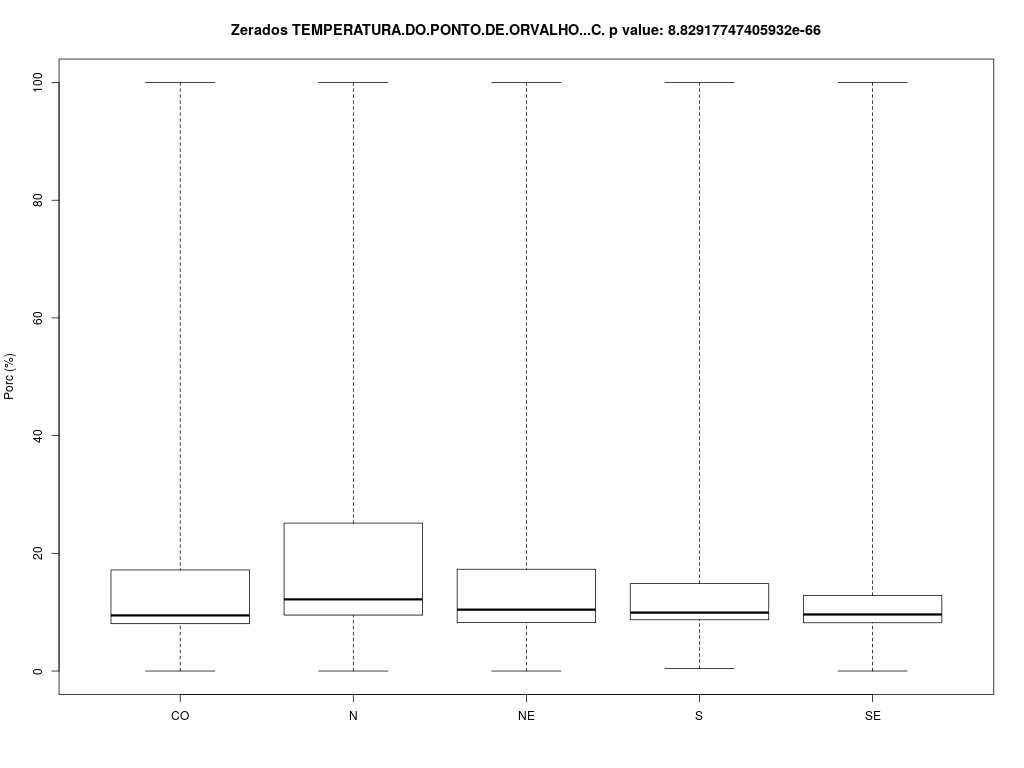 Zerados TEMPERATURA.DO.PONTO.DE.ORVALHO...C. p value: 8.82917747405932e-66
Porc (%)
100
80
60
40
20
0
CO N NE S SE